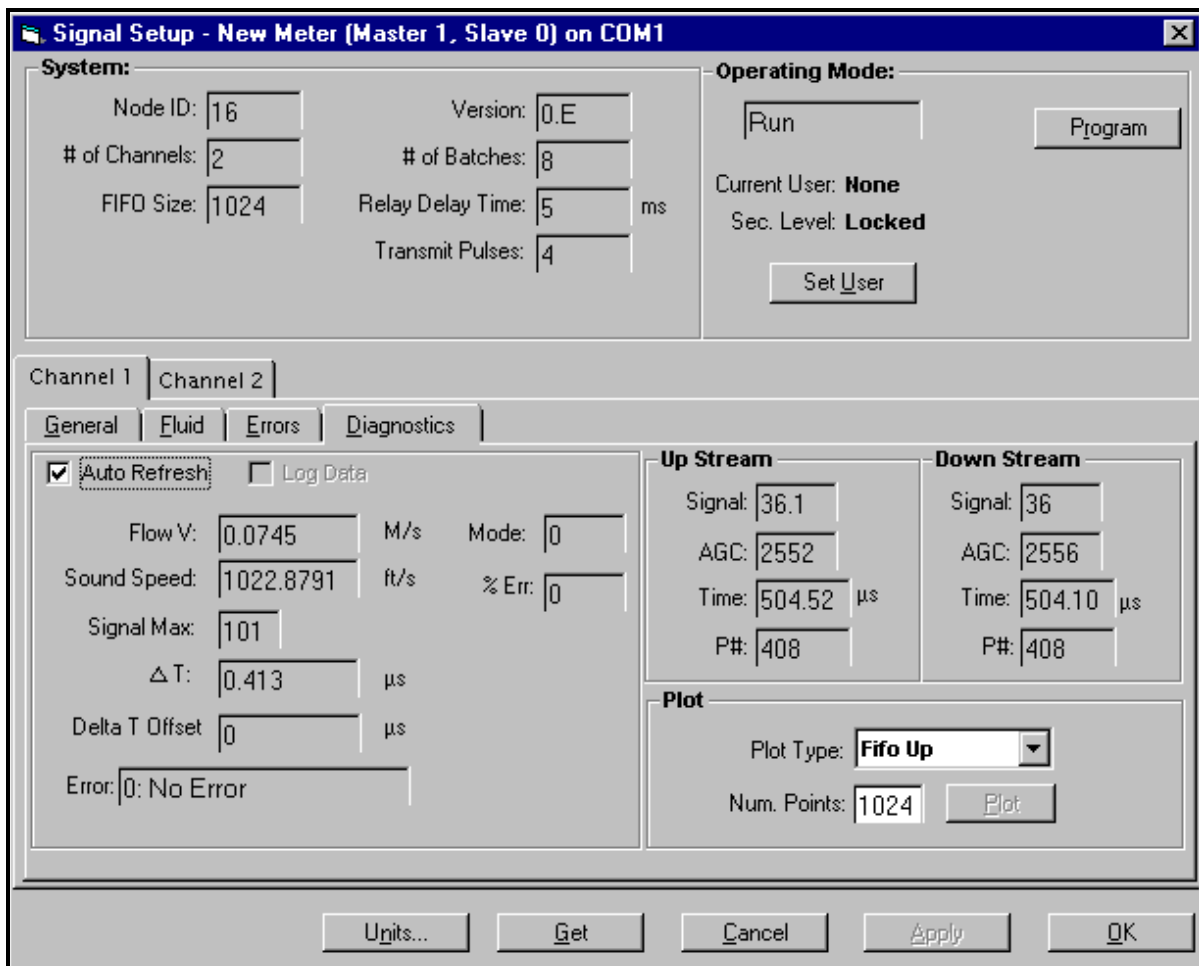 Signal Setup - New Meter (Master 1, Slave 0) on COM1
System:
Node ID: 16
Version: 0.E
# of Channels: 2
# of Batches: 8
FIFO Size: 1024
Relay Delay Time: 5 ms
Transmit Pulses: 4
Operating Mode:
Run
Program
Current User: None
Sec. Level: Locked
Set User
Channel 1 Channel 2
General Fluid Errors Diagnostics
Auto Refresh Log Data
Flow V: 0.0745 M/s Mode: 0
Sound Speed: 1022.8791 ft/s % Err: 0
Signal Max: 101
Δ T: 0.413 µs
Delta T Offset 0 µs
Error: 0: No Error
Up Stream
Signal: 36.1
AGC: 2552
Time: 504.52 µs
P#: 408
Down Stream
Signal: 36
AGC: 2556
Time: 504.10 µs
P#: 408
Plot
Plot Type: Fifo Up
Num. Points: 1024 Plot
Units... Get Cancel Apply OK